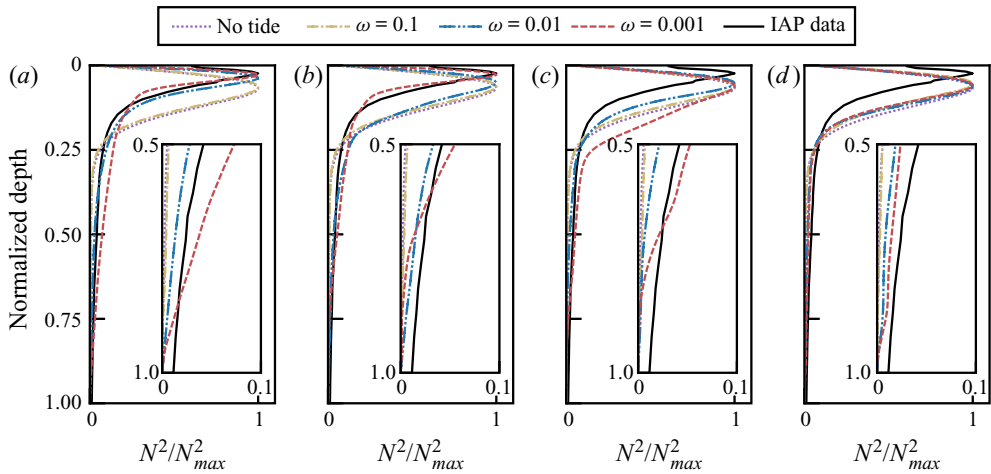 No tide ω = 0.1 ω = 0.01 ω = 0.001 IAP data
(a) (b) (c) (d)
Normalized depth
0
0.25
0.50
0.75
1.00
0.5 0.5 0.5 0.5
1.0 1.0 1.0 1.0
0 0.1 0 0.1 0 0.1 0 0.1
0 1 0 1 0 1 0 1
N²/N²max N²/N²max N²/N²max N²/N²max